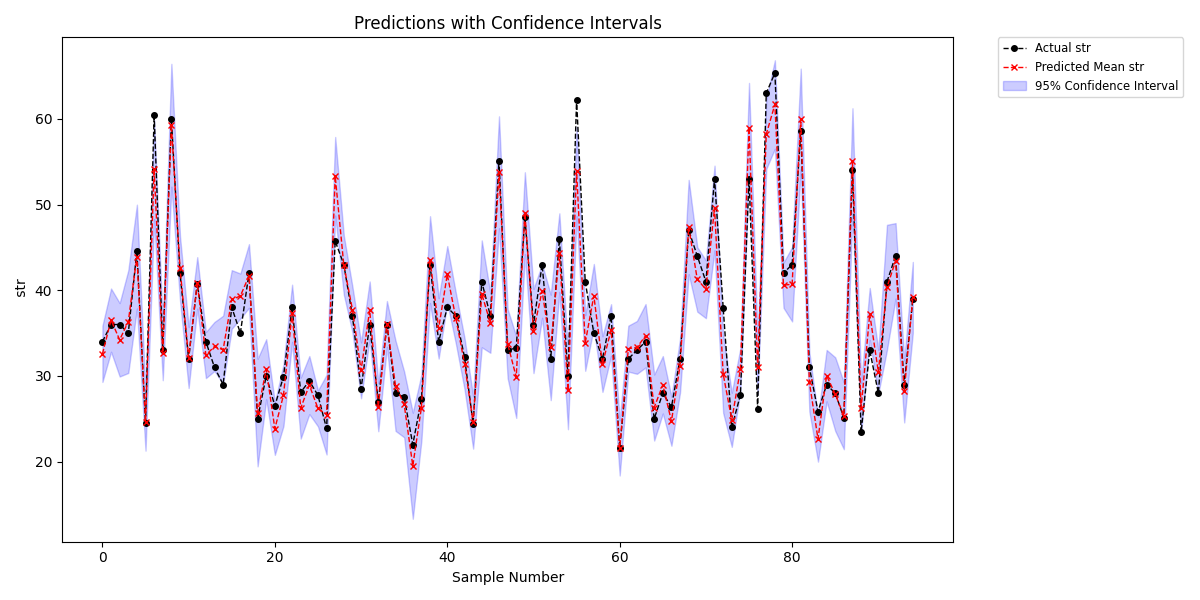 Predictions with Confidence Intervals
Actual str
Predicted Mean str
95% Confidence Interval
str
60
50
40
30
20
0
20
40
60
80
Sample Number